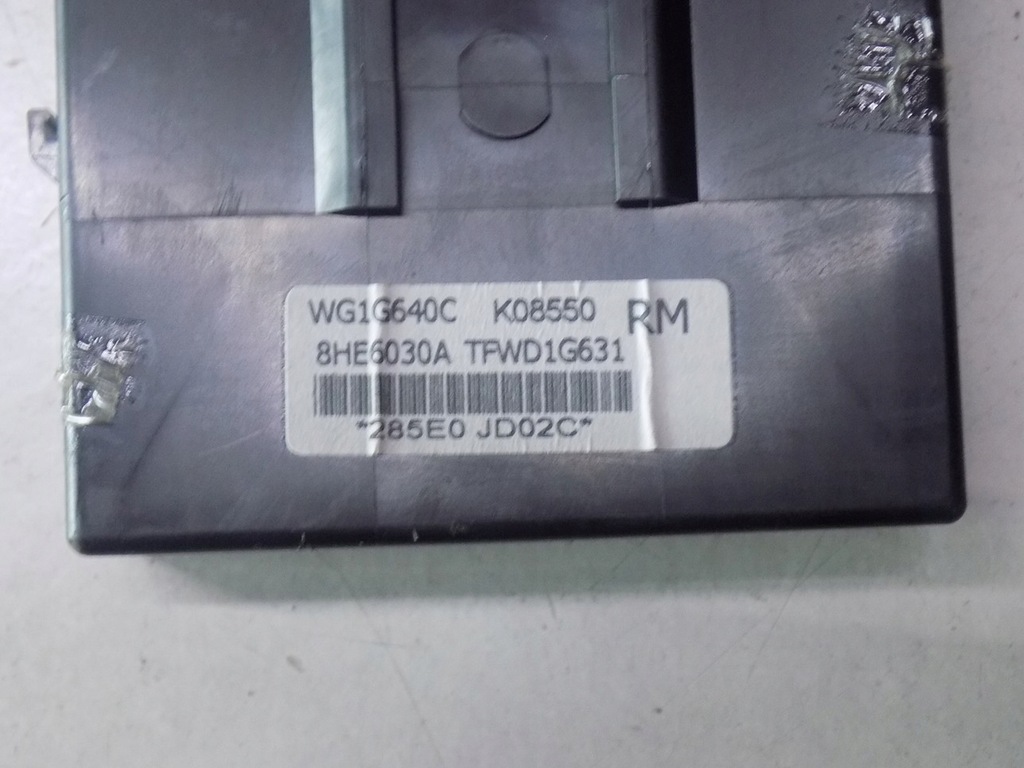 WG1G640C K08550 RM
8HE6030A TFWD1G631
*285E0 JD02C*